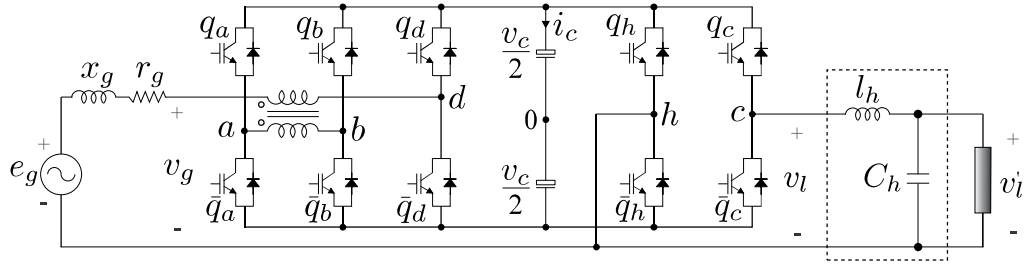 q_a q_b q_d v_c/2 i_c q_h q_c
x_g r_g l_h
+ d
a b 0 h c
+ + + +
e_g v_g v_l C_h v_l'
q̄_a q̄_b q̄_d v_c/2 q̄_h q̄_c
- - - -